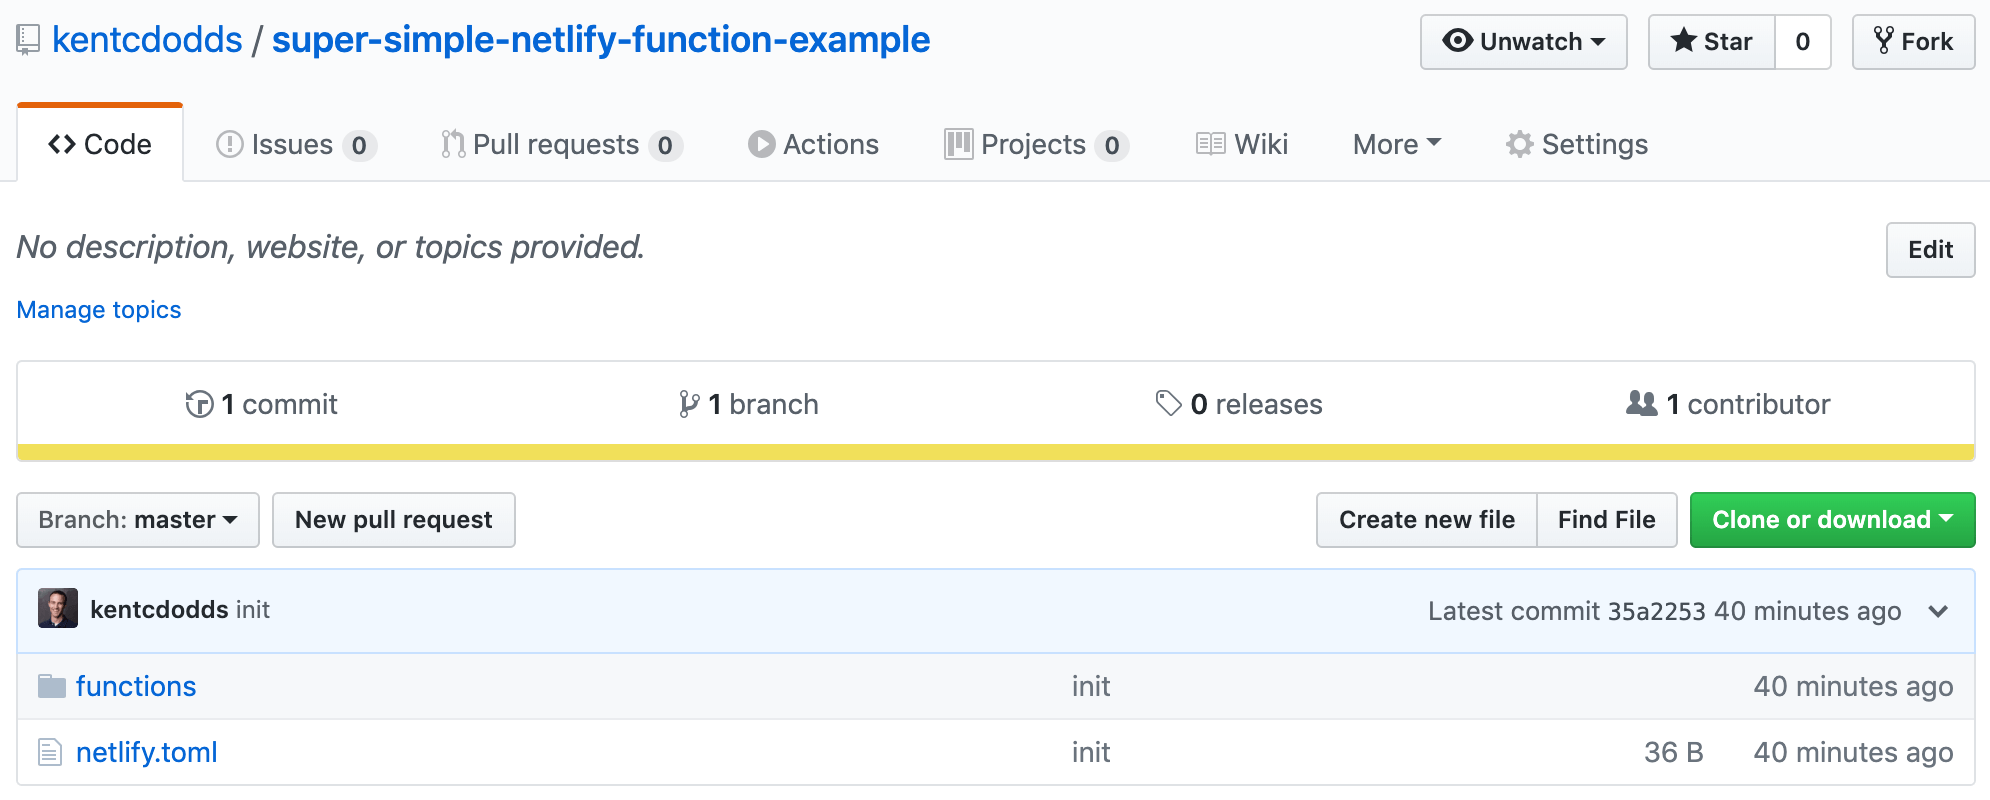 kentcdodds / super-simple-netlify-function-example Unwatch Star 0 Fork
Code Issues 0 Pull requests 0 Actions Projects 0 Wiki More Settings
No description, website, or topics provided. Edit
Manage topics
1 commit 1 branch 0 releases 1 contributor
Branch: master New pull request Create new file Find File Clone or download
kentcdodds init Latest commit 35a2253 40 minutes ago
functions init 40 minutes ago
netlify.toml init 36 B 40 minutes ago